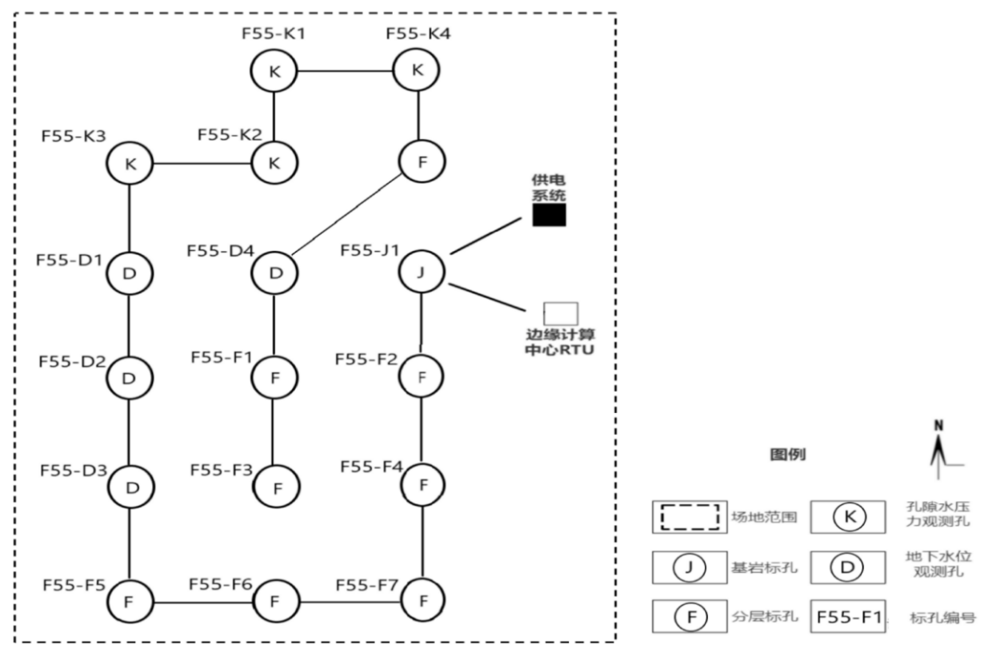 F55-K1
F55-K4
K
K
F55-K3
F55-K2
K
K
F
供电
系统
F55-D1
F55-D4
F55-J1
D
D
J
边缘计算
中心RTU
F55-D2
F55-F1
F55-F2
D
F
F
F55-D3
F55-F3
F55-F4
D
F
F
F55-F5
F55-F6
F55-F7
F
F
F
N
图例
场地范围
K
孔隙水压
力观测孔
J
基岩标孔
D
地下水位
观测孔
F
分层标孔
F55-F1
标孔编号